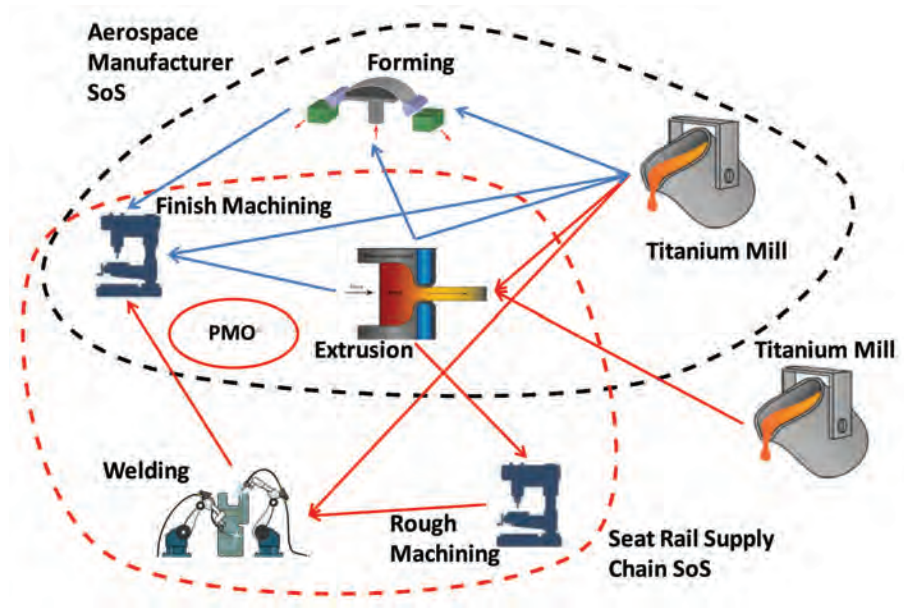 Aerospace
Manufacturer
SoS
Forming
Finish Machining
Titanium Mill
PMO
Extrusion
Titanium Mill
Welding
Rough
Machining
Seat Rail Supply
Chain SoS